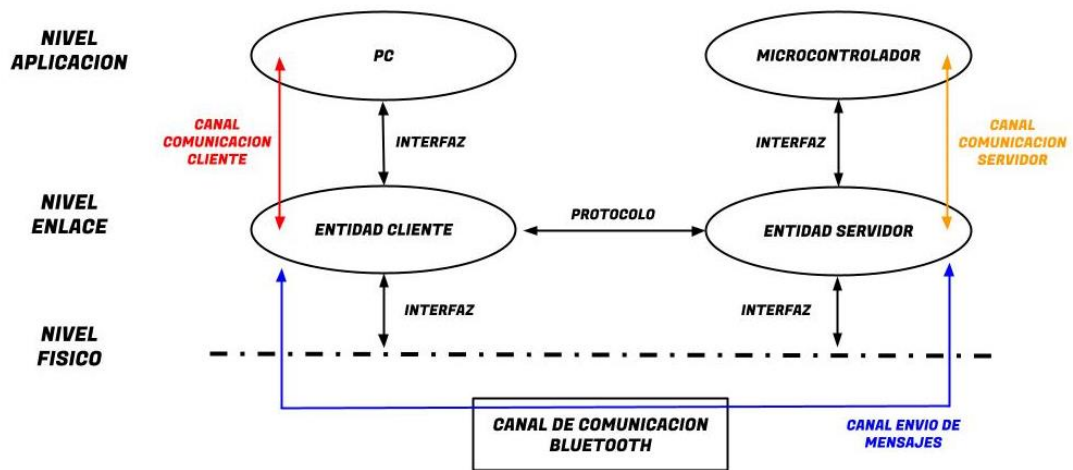 NIVEL
APLICACION
PC
MICROCONTROLADOR
CANAL
COMUNICACION
CLIENTE
INTERFAZ
INTERFAZ
CANAL
COMUNICACION
SERVIDOR
NIVEL
ENLACE
ENTIDAD CLIENTE
PROTOCOLO
ENTIDAD SERVIDOR
INTERFAZ
INTERFAZ
NIVEL
FISICO
CANAL DE COMUNICACION
BLUETOOTH
CANAL ENVIO DE
MENSAJES